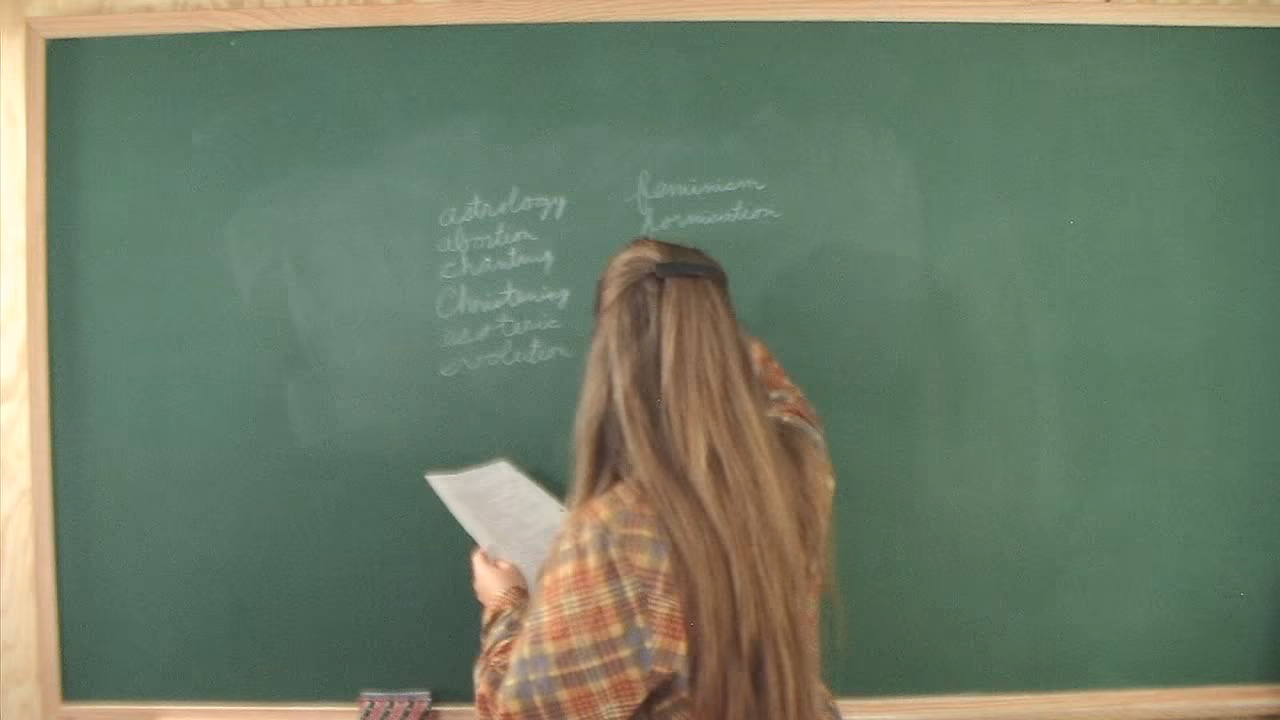 astrology
abortion
chanting
Christening
esoteric
evolution
feminism
fornication